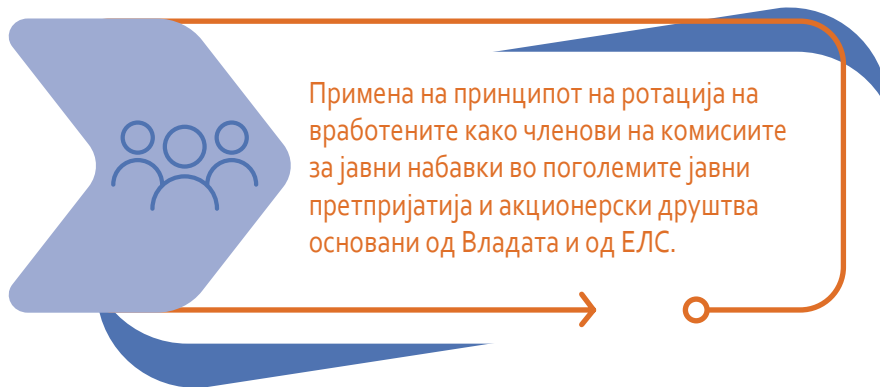 Примена на принципот на ротација на
вработените како членови на комисиите
за јавни набавки во поголемите јавни
претпријатија и акционерски друштва
основани од Владата и од ЕЛС.